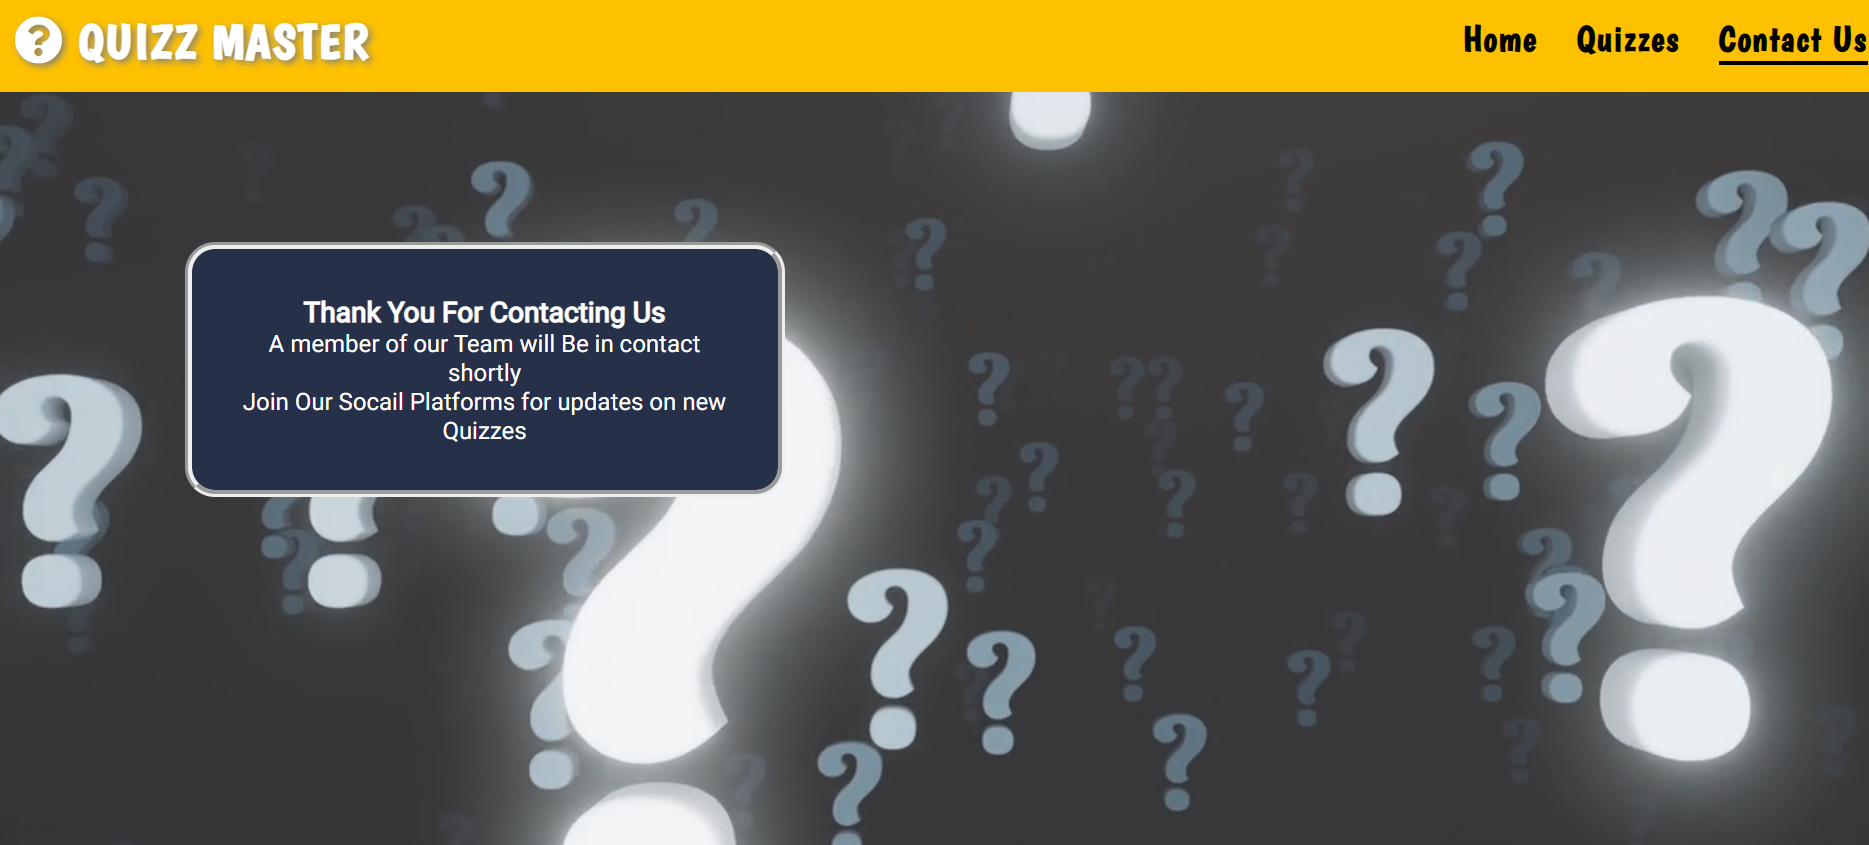 QUIZZ MASTER
Home Quizzes Contact Us
Thank You For Contacting Us
A member of our Team will Be in contact
shortly
Join Our Socail Platforms for updates on new
Quizzes